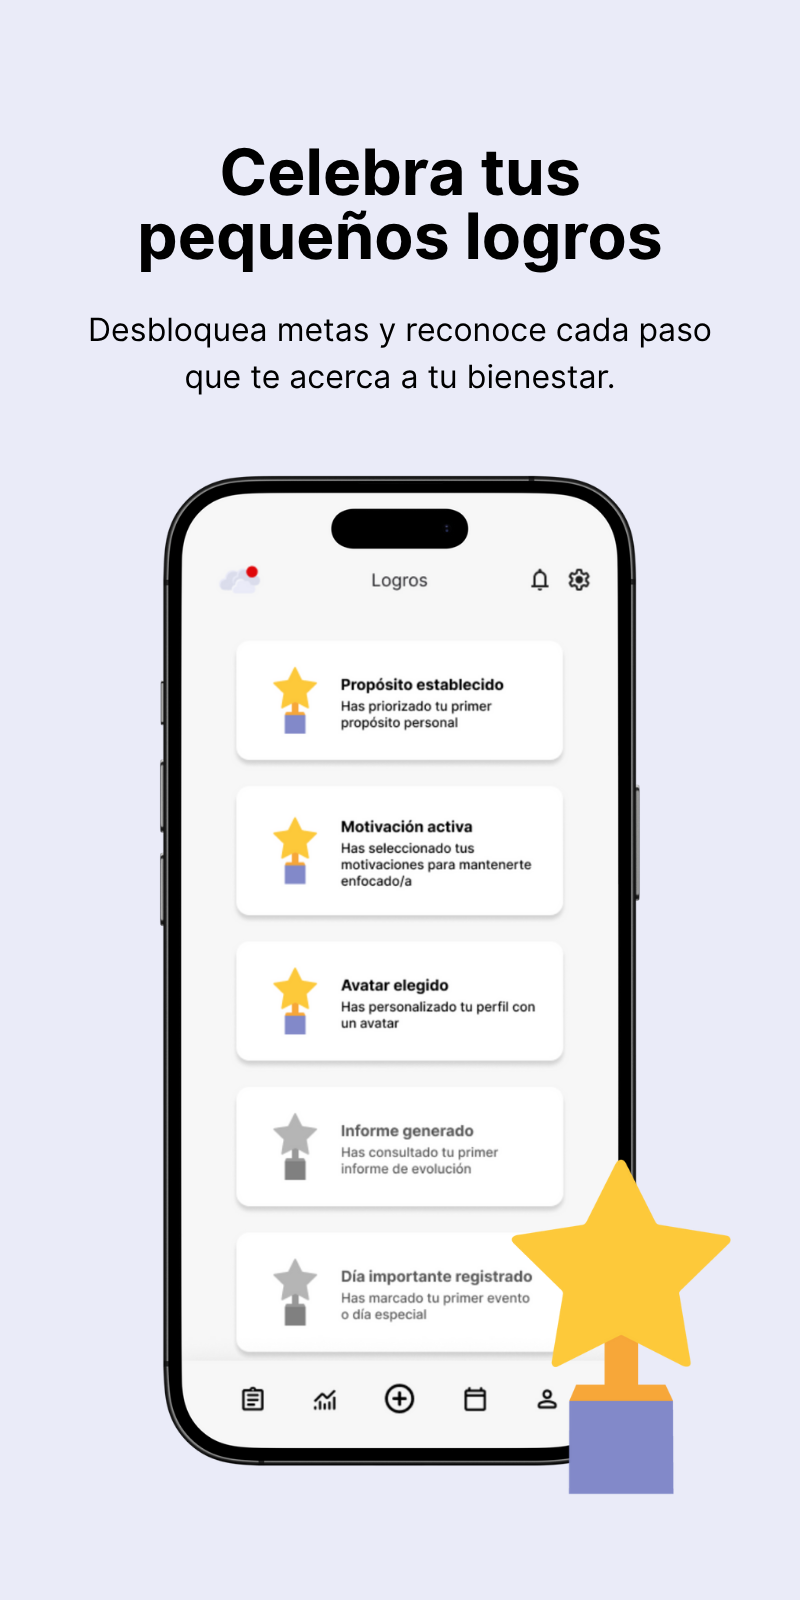 Celebra tus
pequeños logros
Desbloquea metas y reconoce cada paso
que te acerca a tu bienestar.
Logros
Propósito establecido
Has priorizado tu primer
propósito personal
Motivación activa
Has seleccionado tus
motivaciones para mantenerte
enfocado/a
Avatar elegido
Has personalizado tu perfil con
un avatar
Informe generado
Has consultado tu primer
informe de evolución
Día importante registrado
Has marcado tu primer evento
o día especial